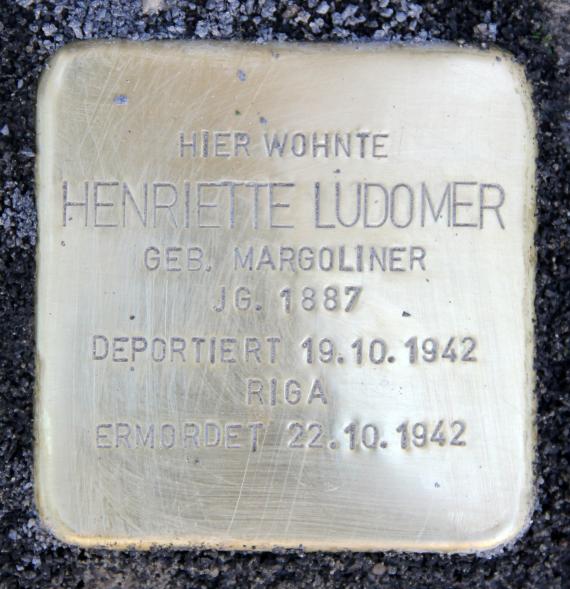 HIER WOHNTE
HENRIETTE LUDOMER
GEB. MARGOLINER
JG. 1887
DEPORTIERT 19.10.1942
RIGA
ERMORDET 22.10.1942